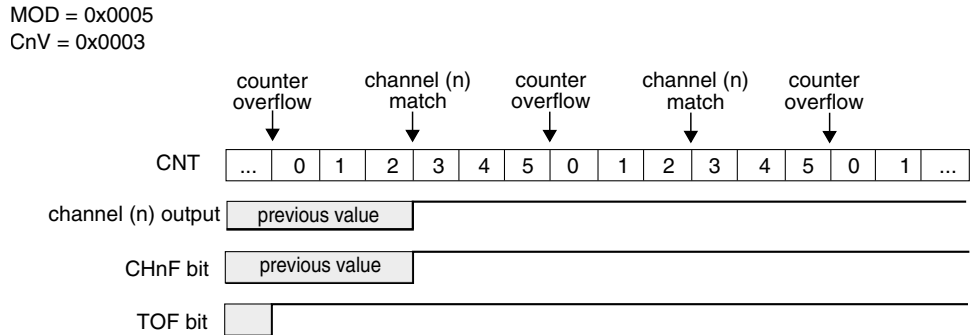 MOD = 0x0005
CnV = 0x0003
counter overflow
channel (n) match
counter overflow
channel (n) match
counter overflow
CNT ... 0 1 2 3 4 5 0 1 2 3 4 5 0 1 ...
channel (n) output previous value
CHnF bit previous value
TOF bit